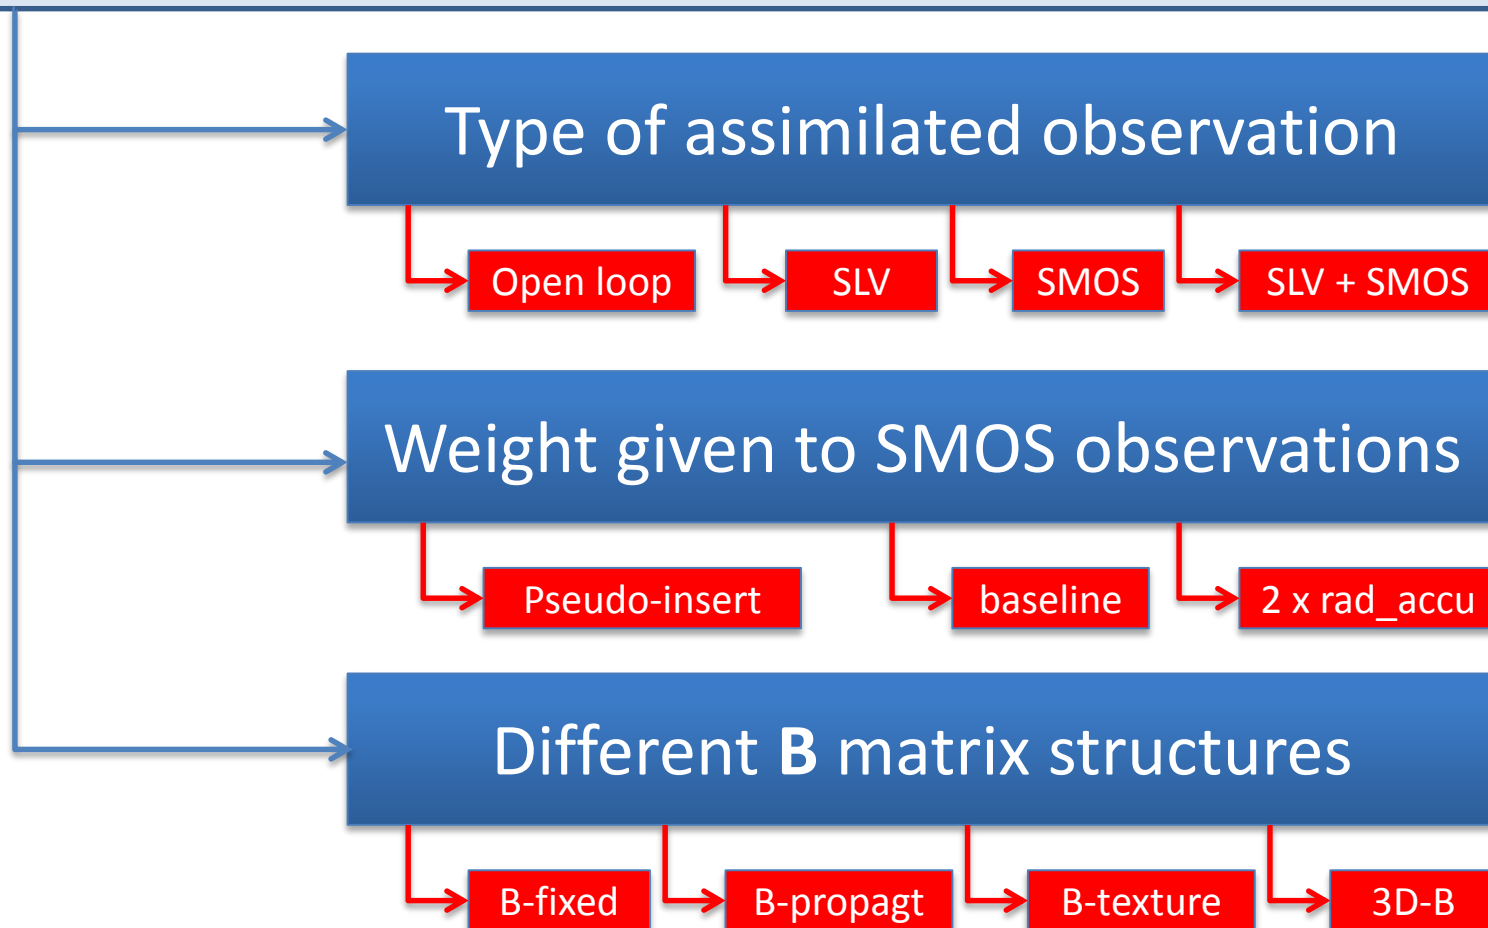 Type of assimilated observation
Open loop
SLV
SMOS
SLV + SMOS
Weight given to SMOS observations
Pseudo-insert
baseline
2 x rad_accu
Different B matrix structures
B-fixed
B-propagt
B-texture
3D-B